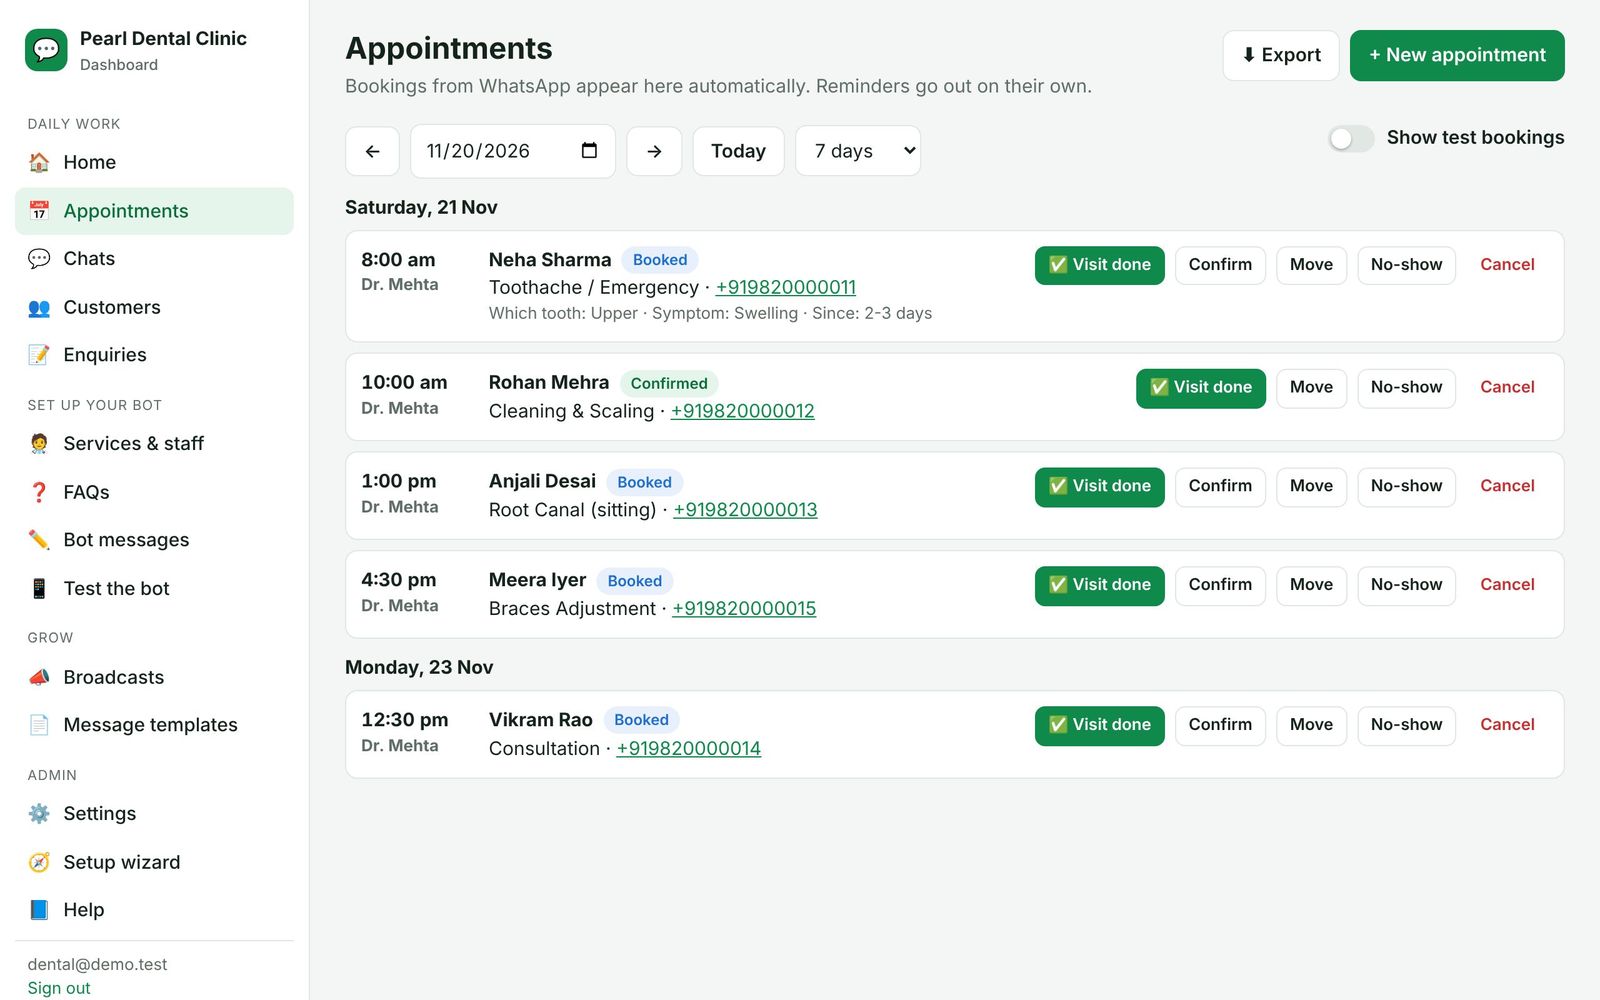 Pearl Dental Clinic
Dashboard
DAILY WORK
Home
Appointments
Chats
Customers
Enquiries
SET UP YOUR BOT
Services & staff
FAQs
Bot messages
Test the bot
GROW
Broadcasts
Message templates
ADMIN
Settings
Setup wizard
Help
dental@demo.test
Sign out
Appointments
Bookings from WhatsApp appear here automatically. Reminders go out on their own.
⬇ Export
+ New appointment
← 11/20/2026 → Today 7 days
Show test bookings
Saturday, 21 Nov
8:00 am Neha Sharma Booked ✅ Visit done Confirm Move No-show Cancel
Dr. Mehta Toothache / Emergency · +919820000011
Which tooth: Upper · Symptom: Swelling · Since: 2-3 days
10:00 am Rohan Mehra Confirmed ✅ Visit done Move No-show Cancel
Dr. Mehta Cleaning & Scaling · +919820000012
1:00 pm Anjali Desai Booked ✅ Visit done Confirm Move No-show Cancel
Dr. Mehta Root Canal (sitting) · +919820000013
4:30 pm Meera Iyer Booked ✅ Visit done Confirm Move No-show Cancel
Dr. Mehta Braces Adjustment · +919820000015
Monday, 23 Nov
12:30 pm Vikram Rao Booked ✅ Visit done Confirm Move No-show Cancel
Dr. Mehta Consultation · +919820000014